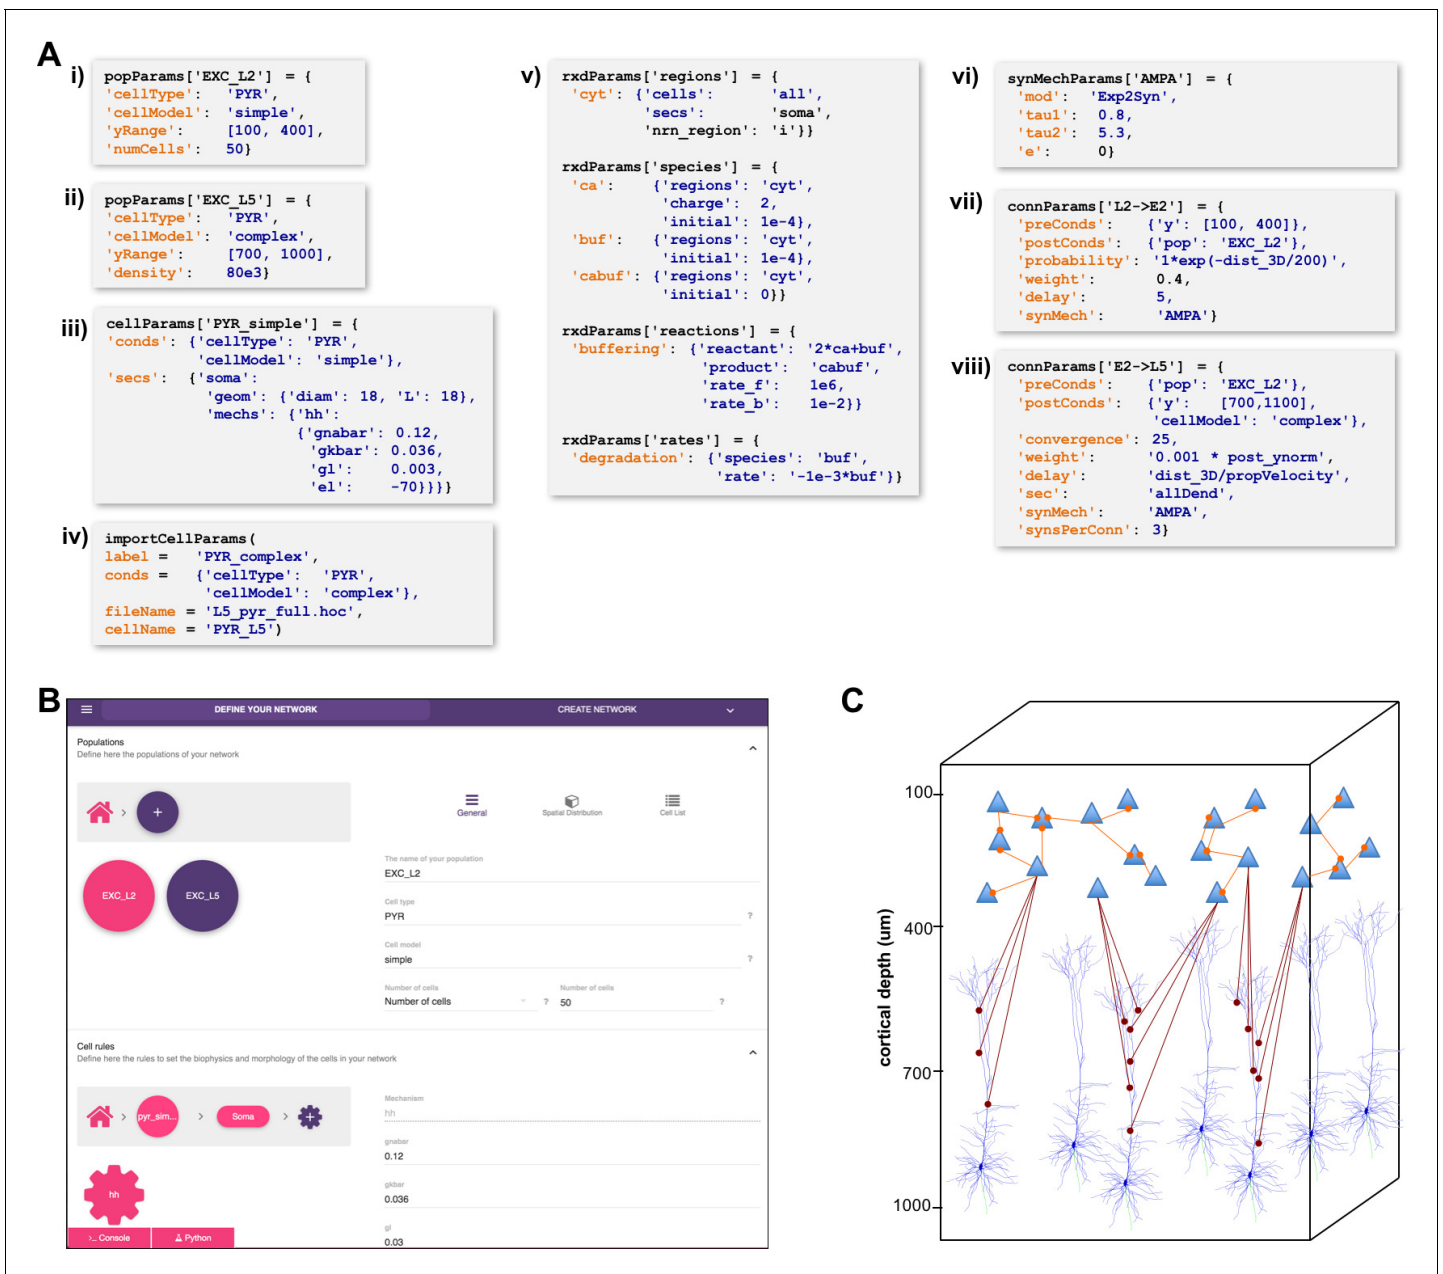 A
i)
popParams['EXC_L2'] = {
'cellType': 'PYR',
'cellModel': 'simple',
'yRange': [100, 400],
'numCells': 50}
ii)
popParams['EXC_L5'] = {
'cellType': 'PYR',
'cellModel': 'complex',
'yRange': [700, 1000],
'density': 80e3}
iii)
cellParams['PYR_simple'] = {
'conds': {'cellType': 'PYR',
'cellModel': 'simple'},
'secs': {'soma':
'geom': {'diam': 18, 'L': 18},
'mechs': {'hh':
{'gnabar': 0.12,
'gkbar': 0.036,
'gl': 0.003,
'el': -70}}}}
iv)
importCellParams(
label = 'PYR_complex',
conds = {'cellType': 'PYR',
'cellModel': 'complex'},
fileName = 'L5_pyr_full.hoc',
cellName = 'PYR_L5')
v)
rxdParams['regions'] = {
'cyt': {'cells': 'all',
'secs': 'soma',
'nrn_region': 'i'}}
rxdParams['species'] = {
'ca': {'regions': 'cyt',
'charge': 2,
'initial': 1e-4},
'buf': {'regions': 'cyt',
'initial': 1e-4},
'cabuf': {'regions': 'cyt',
'initial': 0}}
rxdParams['reactions'] = {
'buffering': {'reactant': '2*ca+buf',
'product': 'cabuf',
'rate_f': 1e6,
'rate_b': 1e-2}}
rxdParams['rates'] = {
'degradation': {'species': 'buf',
'rate': '-1e-3*buf'}}
vi)
synMechParams['AMPA'] = {
'mod': 'Exp2Syn',
'tau1': 0.8,
'tau2': 5.3,
'e': 0}
vii)
connParams['L2->E2'] = {
'preConds': {'y': [100, 400]},
'postConds': {'pop': 'EXC_L2'},
'probability': '1*exp(-dist_3D/200)',
'weight': 0.4,
'delay': 5,
'synMech': 'AMPA'}
viii)
connParams['E2->L5'] = {
'preConds': {'pop': 'EXC_L2'},
'postConds': {'y': [700,1100],
'cellModel': 'complex'},
'convergence': 25,
'weight': '0.001 * post_ynorm',
'delay': 'dist_3D/propVelocity',
'sec': 'allDend',
'synMech': 'AMPA',
'synsPerConn': 3}
B
DEFINE YOUR NETWORK
CREATE NETWORK
Populations
Define here the populations of your network
+
General
Spatial Distribution
Cell List
EXC_L2
EXC_L5
The name of your population
EXC_L2
Cell type
PYR
?
Cell model
simple
?
Number of cells
Number of cells
?
Number of cells
50
?
Cell rules
Define here the rules to set the biophysics and morphology of the cells in your network
pyr_sim...
Soma
+
hh
Mechanism
hh
gnabar
0.12
gkbar
0.036
gl
0.03
>_ Console
Python
C
cortical depth (um)
100
400
700
1000